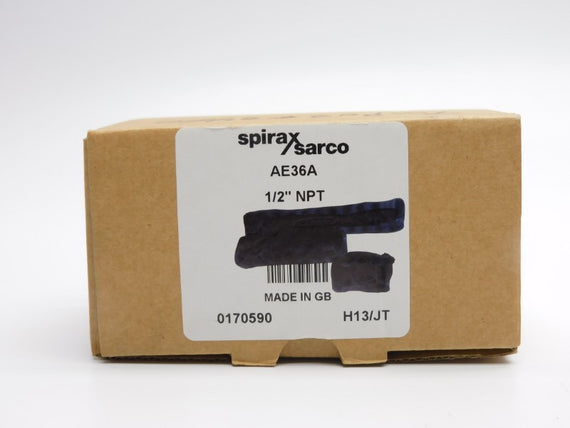 spirax
sarco
AE36A
1/2" NPT
MADE IN GB
0170590 H13/JT